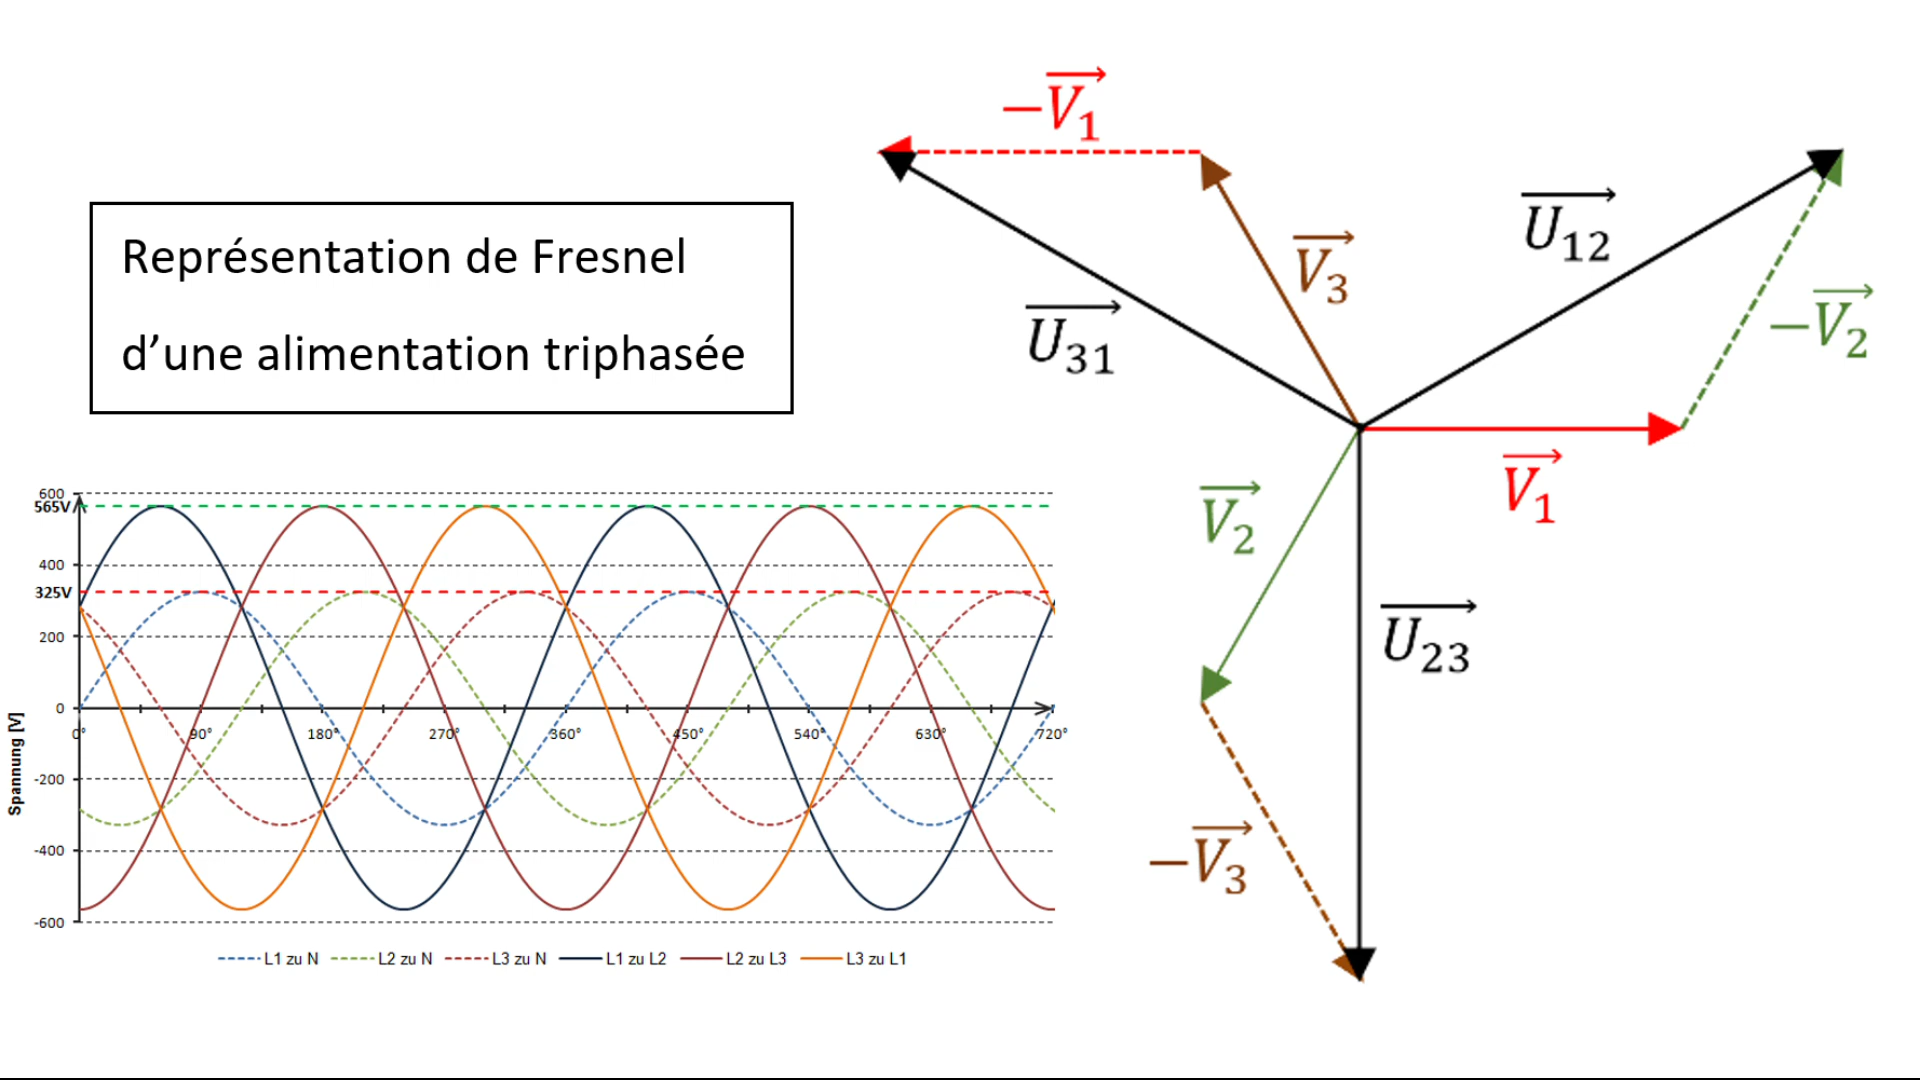 Représentation de Fresnel
d’une alimentation triphasée
600
565V
400
325V
200
0
-200
-400
-600
Spannung [V]
0° 90° 180° 270° 360° 450° 540° 630° 720°
L1 zu N L2 zu N L3 zu N L1 zu L2 L2 zu L3 L3 zu L1
−V1
U31
V3
U12
−V2
V1
V2
U23
−V3